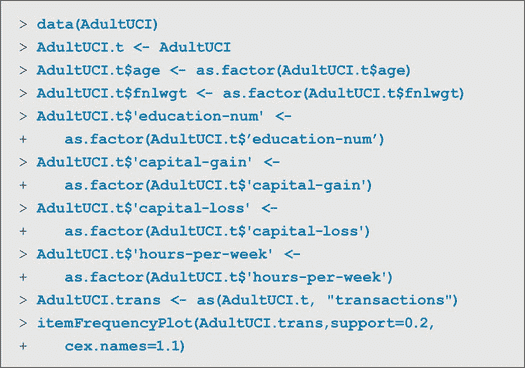 > data(AdultUCI)
> AdultUCI.t <- AdultUCI
> AdultUCI.t$age <- as.factor(AdultUCI.t$age)
> AdultUCI.t$fnlwgt <- as.factor(AdultUCI.t$fnlwgt)
> AdultUCI.t$'education-num' <-
+    as.factor(AdultUCI.t$’education-num’)
> AdultUCI.t$'capital-gain' <-
+    as.factor(AdultUCI.t$'capital-gain')
> AdultUCI.t$'capital-loss' <-
+    as.factor(AdultUCI.t$'capital-loss')
> AdultUCI.t$'hours-per-week' <-
+    as.factor(AdultUCI.t$'hours-per-week')
> AdultUCI.trans <- as(AdultUCI.t, "transactions")
> itemFrequencyPlot(AdultUCI.trans,support=0.2,
+    cex.names=1.1)